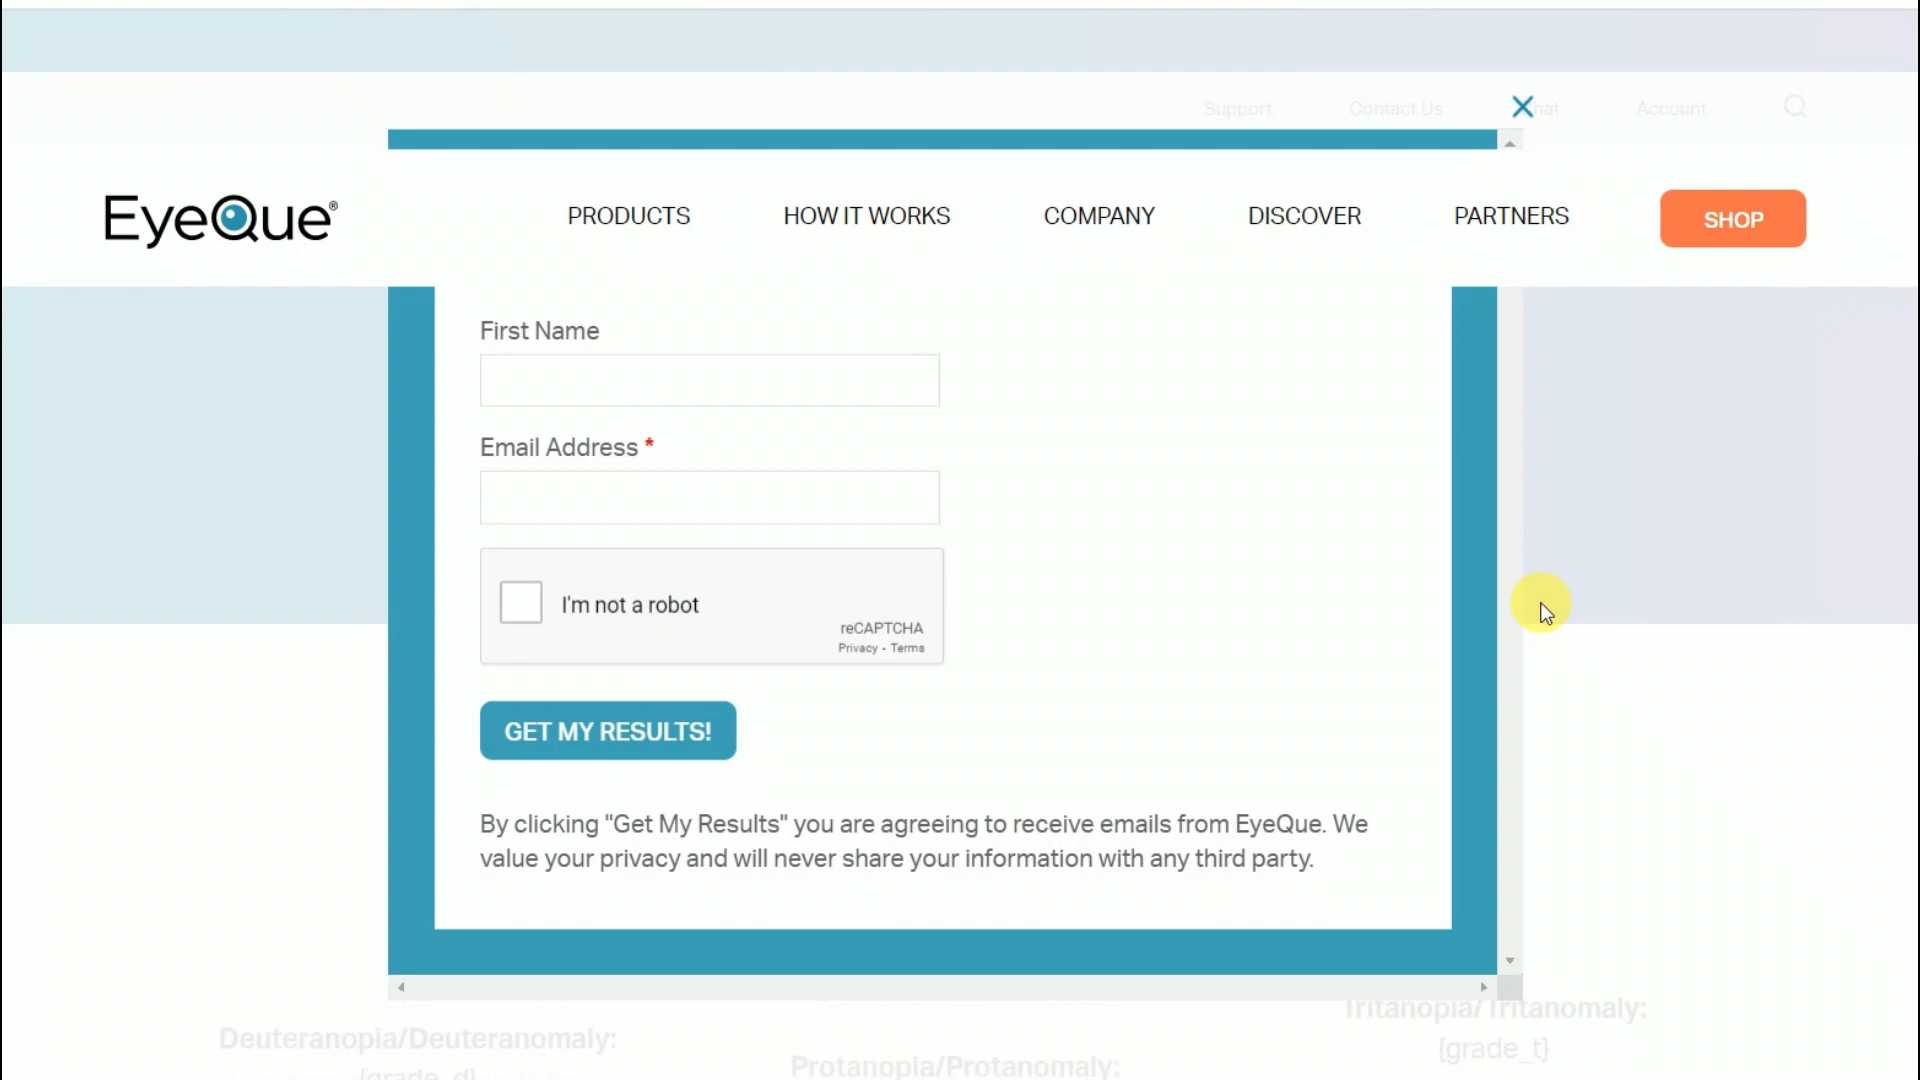 Support Contact Us hat Account
EyeQue®
PRODUCTS HOW IT WORKS COMPANY DISCOVER PARTNERS SHOP
First Name
Email Address *
I'm not a robot
reCAPTCHA
Privacy - Terms
GET MY RESULTS!
By clicking "Get My Results" you are agreeing to receive emails from EyeQue. We
value your privacy and will never share your information with any third party.
Tritanopia/Tritanomaly:
Deuteranopia/Deuteranomaly:
{grade_t}
Protanopia/Protanomaly:
{grade_d}